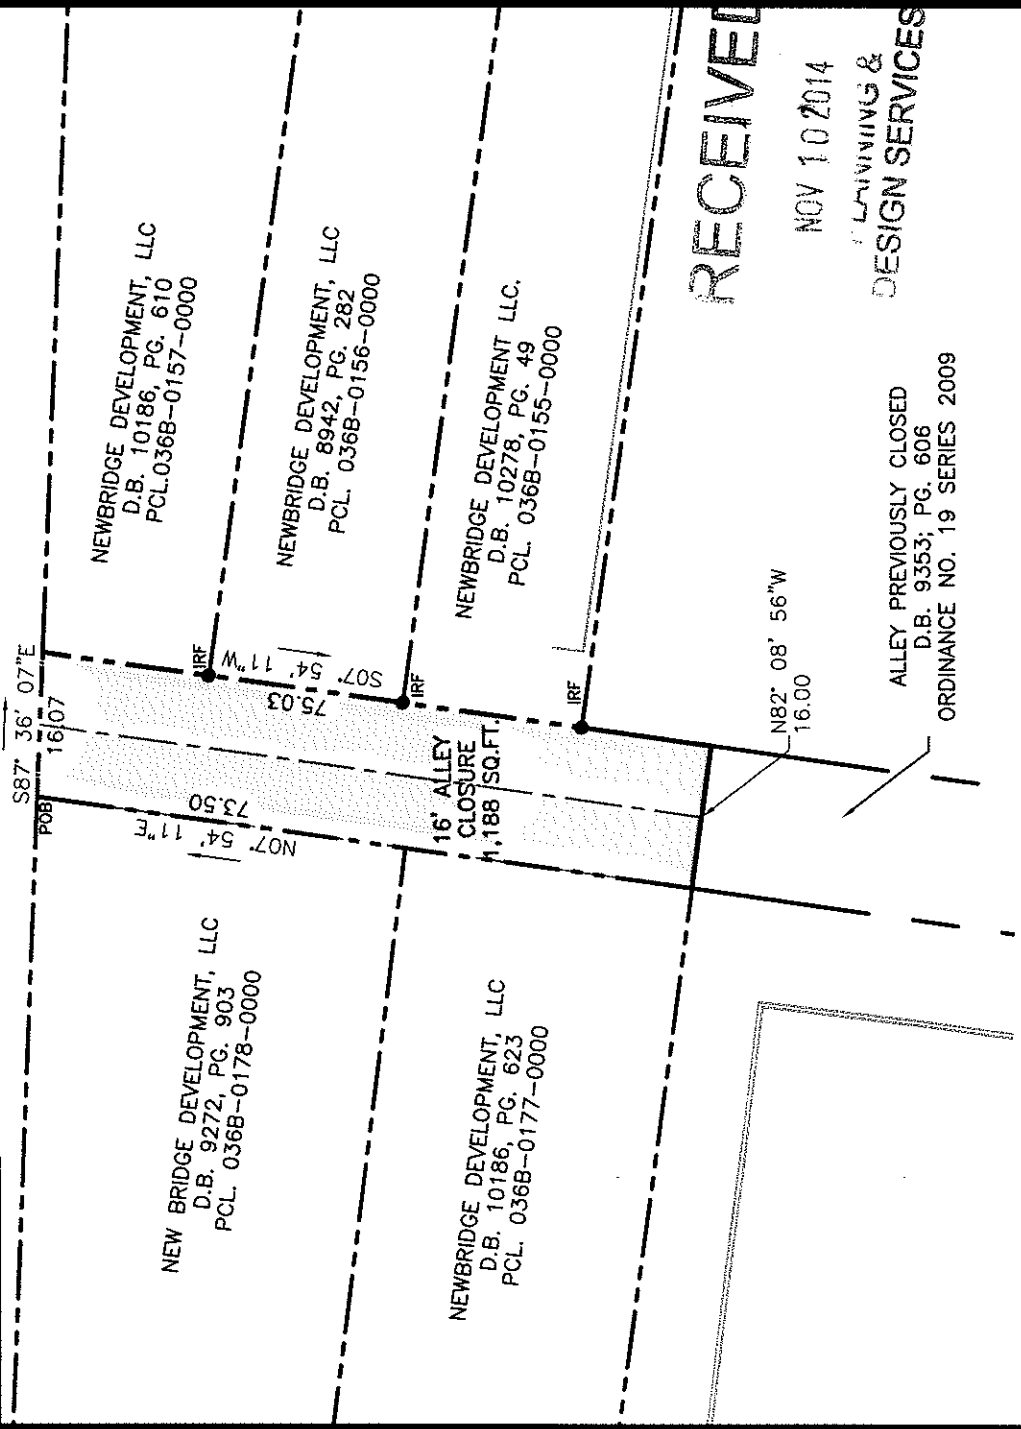 S87° 36' 07"E
16.07
POB
NEWBRIDGE DEVELOPMENT, LLC
D.B. 10186, PG. 610
PCL.036B-0157-0000
NEWBRIDGE DEVELOPMENT, LLC
D.B. 8942, PG. 282
PCL. 036B-0156-0000
NEWBRIDGE DEVELOPMENT LLC.
D.B. 10278, PG. 49
PCL. 036B-0155-0000
IRF
S07° 54' 11"W
75.03
IRF
IRF
N07° 54' 11"E
73.50
16' ALLEY
CLOSURE
1,188 SQ.FT.
NEW BRIDGE DEVELOPMENT, LLC
D.B. 9272, PG. 903
PCL. 036B-0178-0000
NEWBRIDGE DEVELOPMENT, LLC
D.B. 10186, PG. 623
PCL. 036B-0177-0000
N82° 08' 56"W
16.00
ALLEY PREVIOUSLY CLOSED
D.B. 9353; PG. 606
ORDINANCE NO. 19 SERIES 2009
RECEIVED
NOV 10 2014
PLANNING &
DESIGN SERVICES